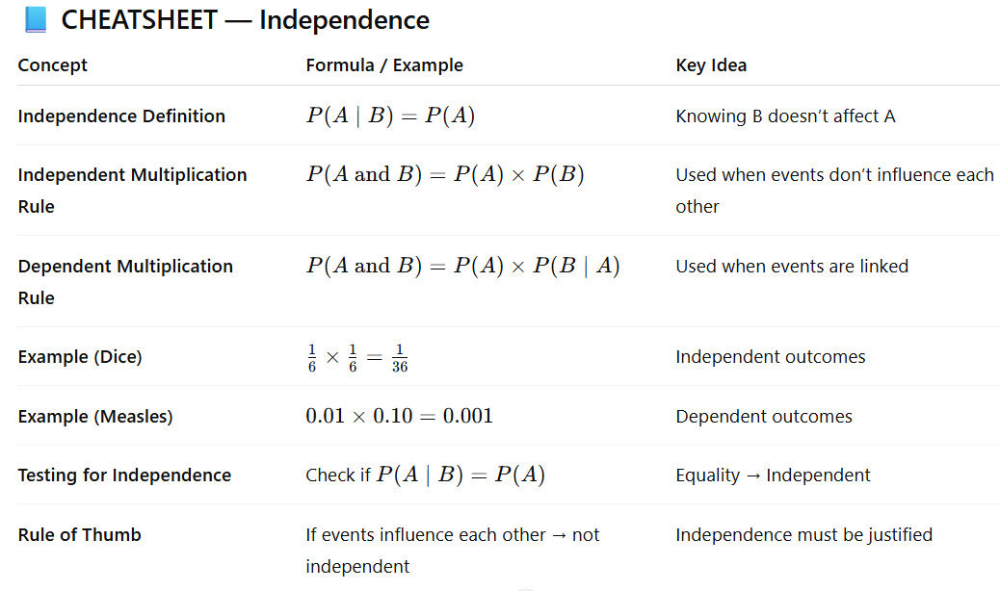 📘 CHEATSHEET — Independence
Concept Formula / Example Key Idea
Independence Definition P(A | B) = P(A) Knowing B doesn’t affect A
Independent Multiplication P(A and B) = P(A) × P(B) Used when events don’t influence each
Rule other
Dependent Multiplication P(A and B) = P(A) × P(B | A) Used when events are linked
Rule
Example (Dice) 1/6 × 1/6 = 1/36 Independent outcomes
Example (Measles) 0.01 × 0.10 = 0.001 Dependent outcomes
Testing for Independence Check if P(A | B) = P(A) Equality → Independent
Rule of Thumb If events influence each other → not Independence must be justified
independent